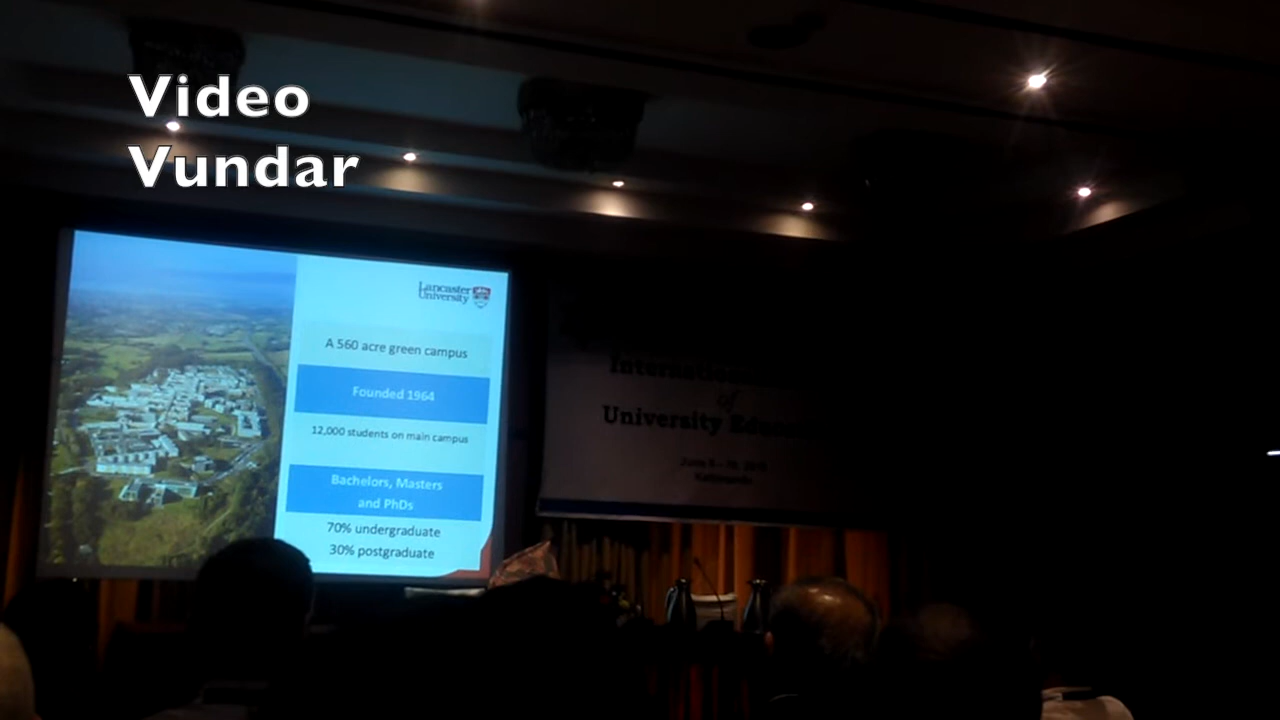 Video
Vundar
Lancaster
University
A 560 acre green campus
Founded 1964
12,000 students on main campus
Bachelors, Masters
and PhDs
70% undergraduate
30% postgraduate
of
University